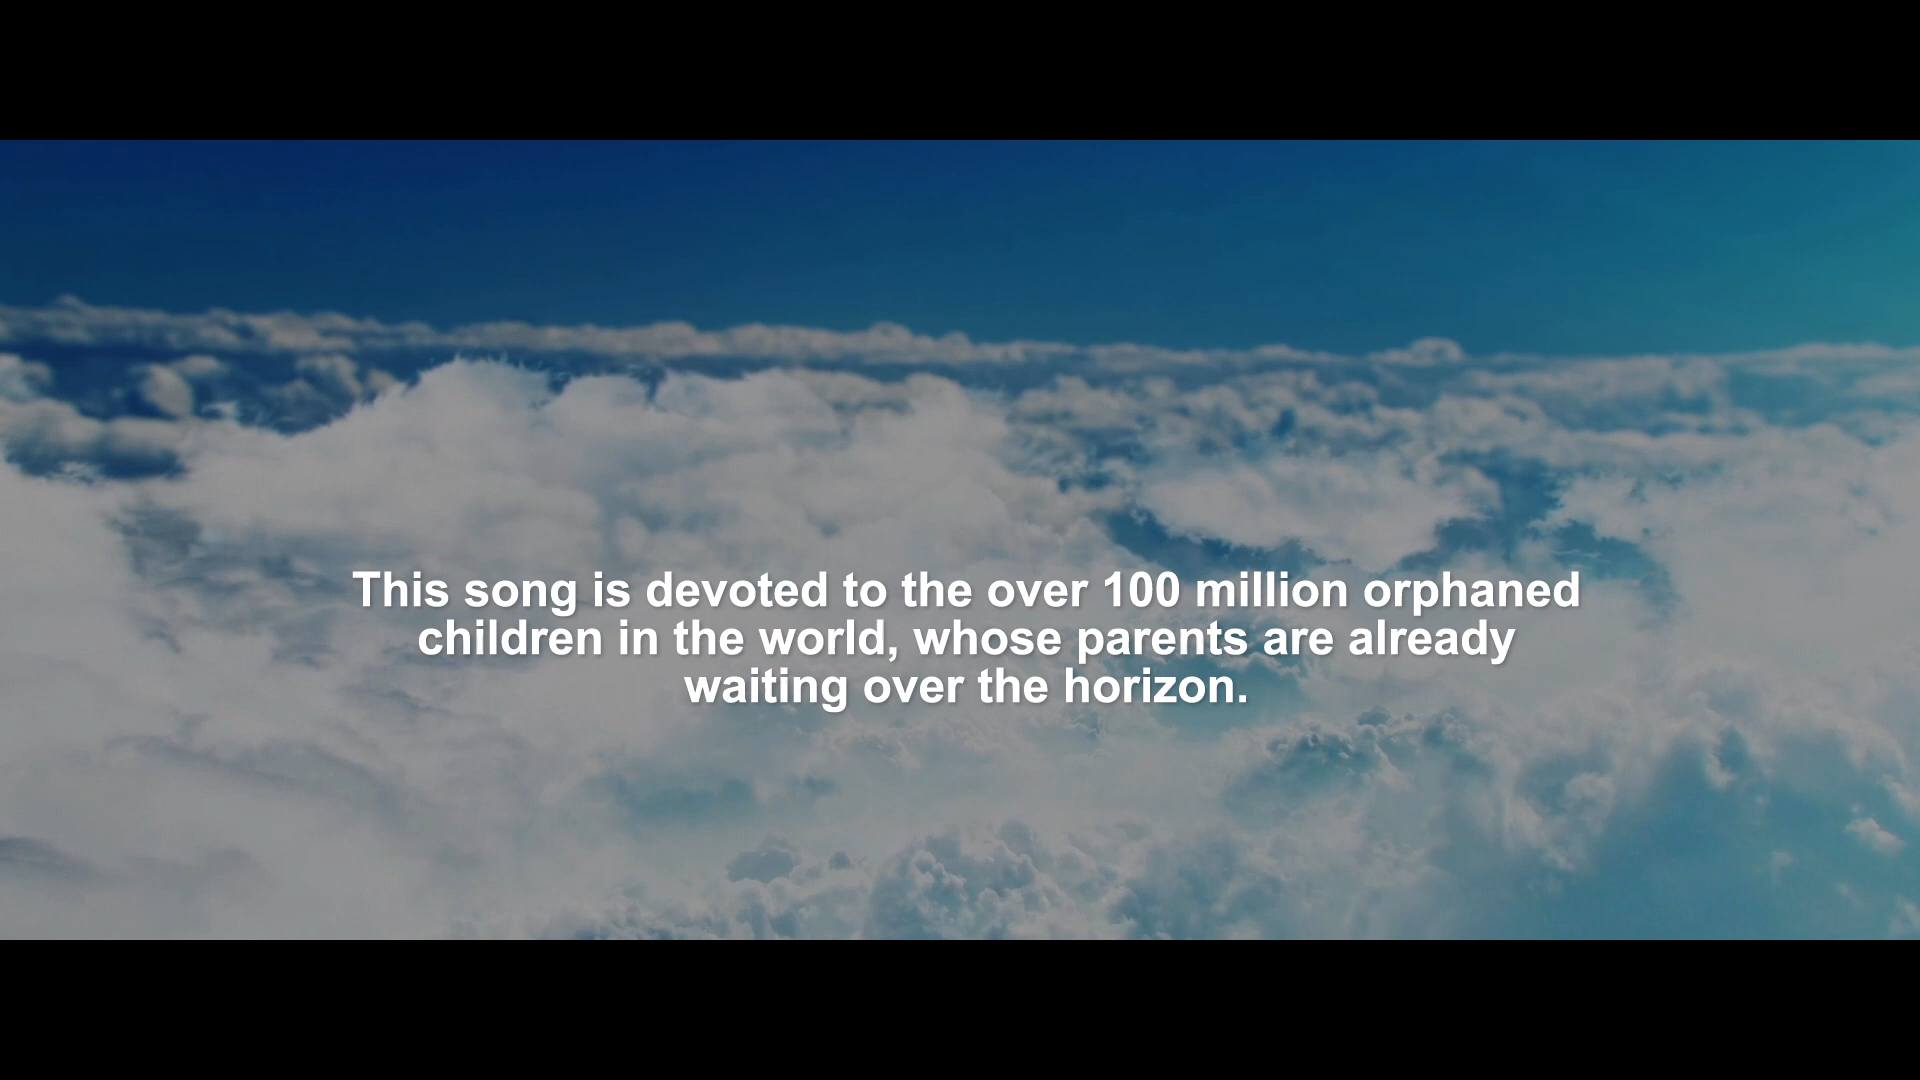 This song is devoted to the over 100 million orphaned
children in the world, whose parents are already
waiting over the horizon.